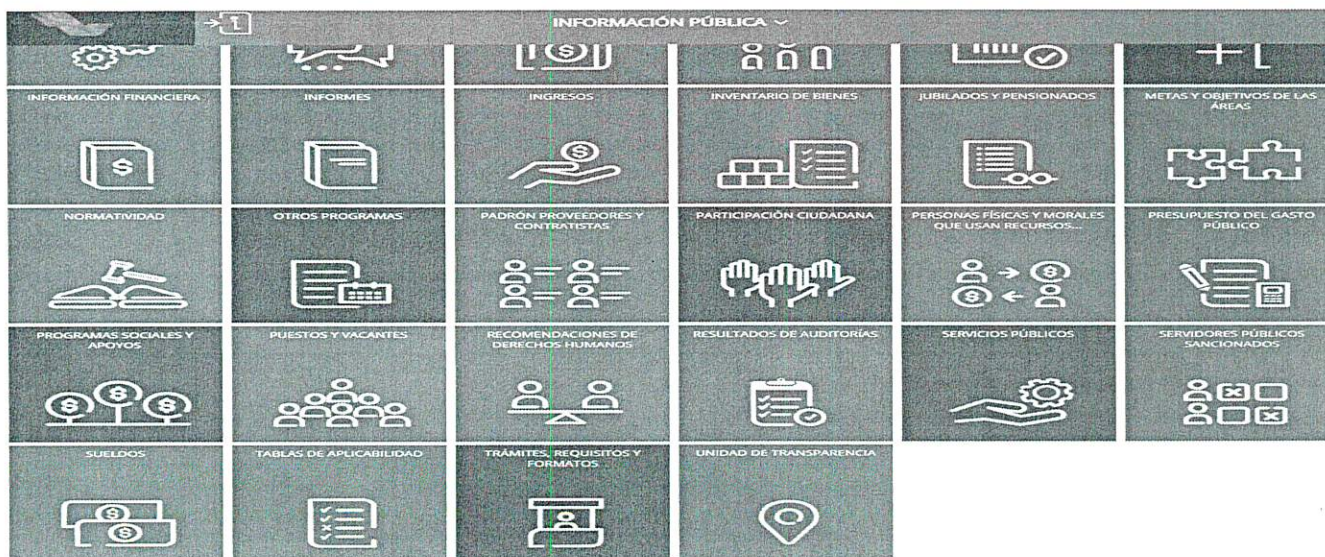 INFORMACIÓN PÚBLICA
INFORMACIÓN FINANCIERA
INFORMES
INGRESOS
INVENTARIO DE BIENES
JUBILADOS Y PENSIONADOS
METAS Y OBJETIVOS DE LAS
ÁREAS
NORMATIVIDAD
OTROS PROGRAMAS
PADRÓN PROVEEDORES Y
CONTRATISTAS
PARTICIPACIÓN CIUDADANA
PERSONAS FÍSICAS Y MORALES
QUE USAN RECURSOS...
PRESUPUESTO DEL GASTO
PÚBLICO
PROGRAMAS SOCIALES Y
APOYOS
PUESTOS Y VACANTES
RECOMENDACIONES DE
DERECHOS HUMANOS
RESULTADOS DE AUDITORÍAS
SERVICIOS PÚBLICOS
SERVIDORES PÚBLICOS
SANCIONADOS
SUELDOS
TABLAS DE APLICABILIDAD
TRÁMITES, REQUISITOS Y
FORMATOS
UNIDAD DE TRANSPARENCIA